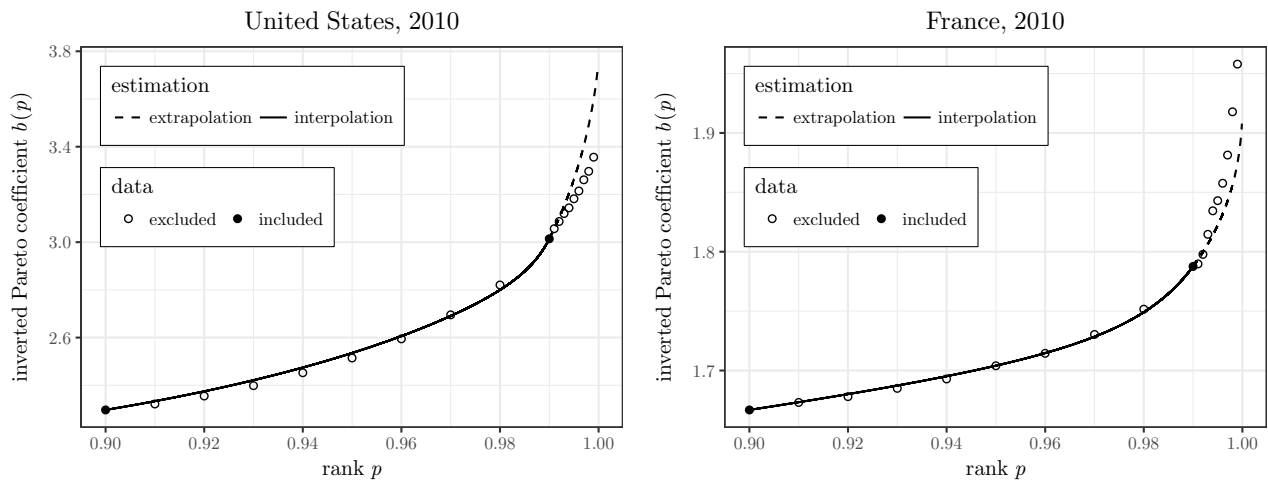 United States, 2010
inverted Pareto coefficient b(p)
3.8
3.4
3.0
2.6
estimation
extrapolation interpolation
data
excluded included
0.90 0.92 0.94 0.96 0.98 1.00
rank p
France, 2010
inverted Pareto coefficient b(p)
1.9
1.8
1.7
estimation
extrapolation interpolation
data
excluded included
0.90 0.92 0.94 0.96 0.98 1.00
rank p